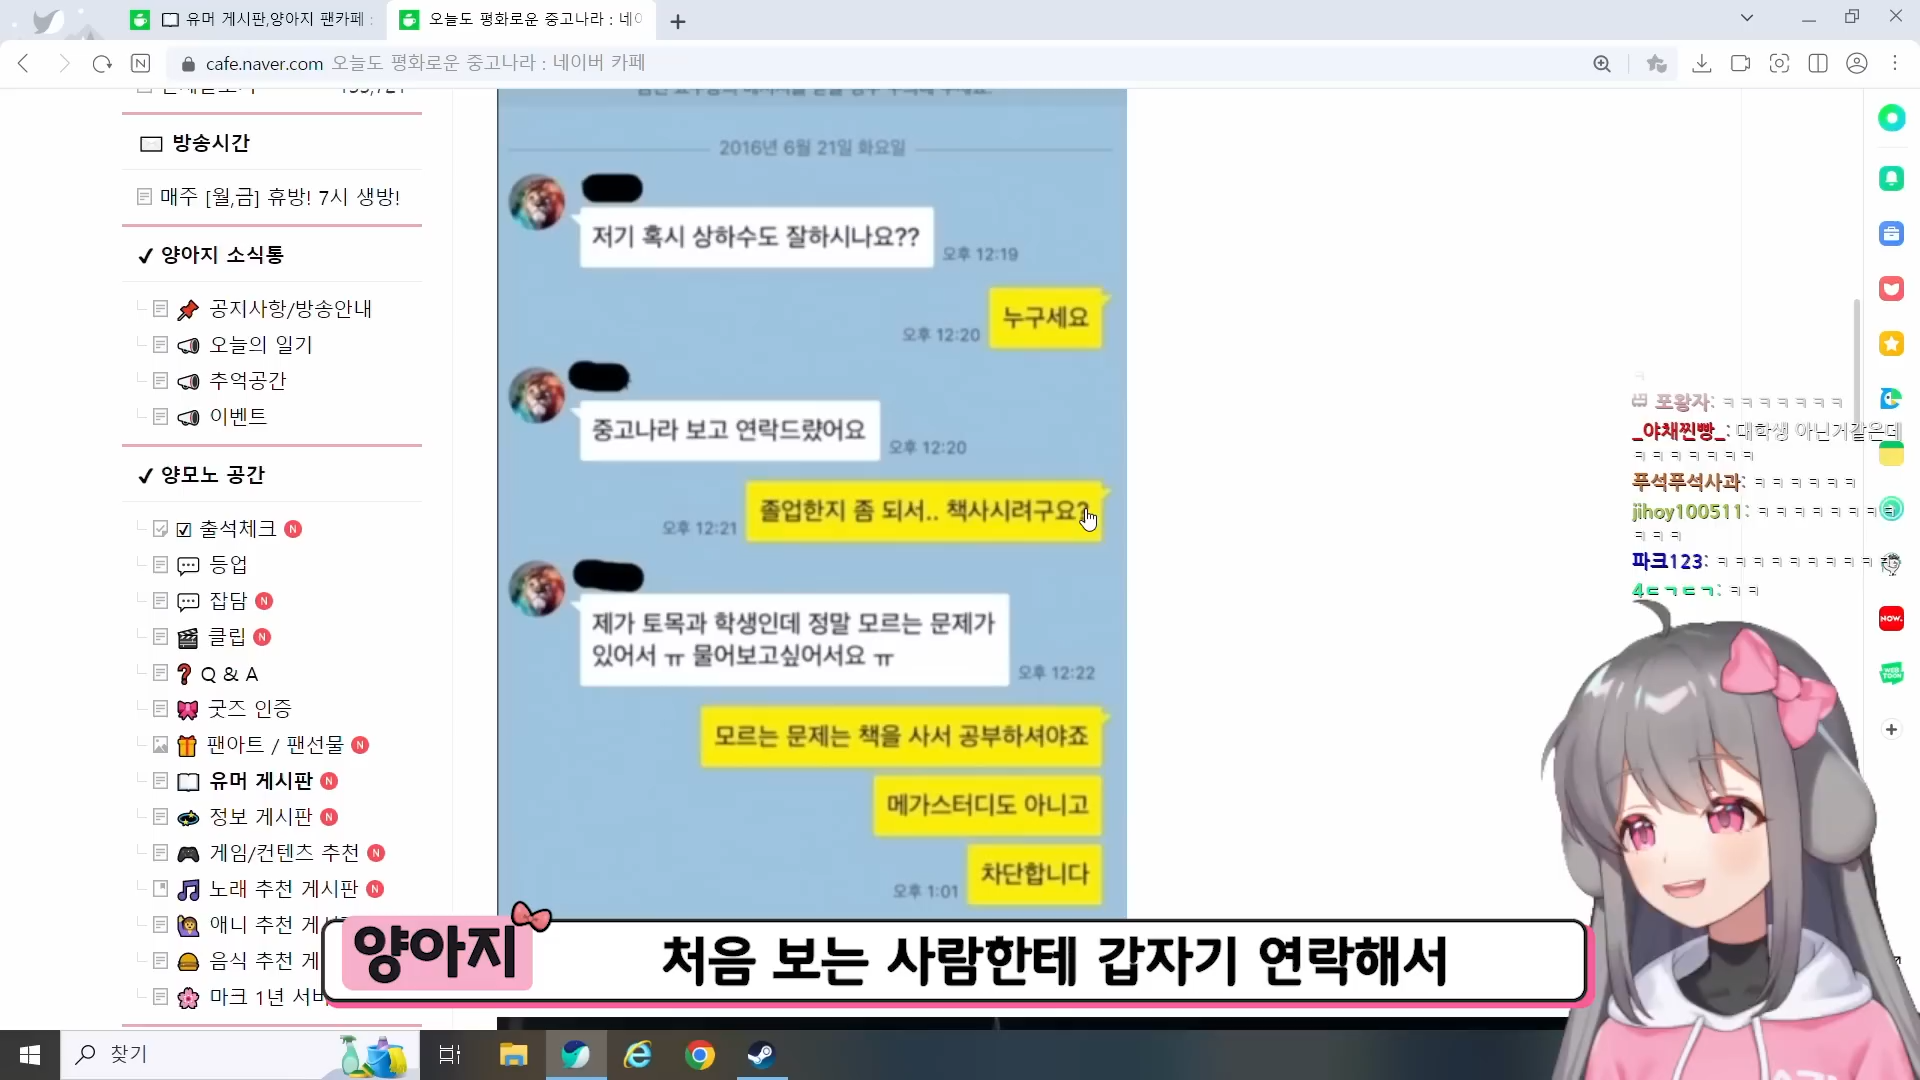 유머 게시판,양아지 팬카페 :
오늘도 평화로운 중고나라 : 네이
cafe.naver.com 오늘도 평화로운 중고나라 : 네이버 카페
방송시간
매주 [월,금] 휴방! 7시 생방!
✓ 양아지 소식통
공지사항/방송안내
오늘의 일기
추억공간
이벤트
✓ 양모노 공간
출석체크 N
등업
잡담 N
클립 N
Q & A
굿즈 인증
팬아트 / 팬선물 N
유머 게시판 N
정보 게시판 N
게임/컨텐츠 추천 N
노래 추천 게시판 N
애니 추천 게
음식 추천 게
마크 1년 서버
2016년 6월 21일 화요일
저기 혹시 상하수도 잘하시나요??
오후 12:19
누구세요
오후 12:20
중고나라 보고 연락드렸어요
오후 12:20
졸업한지 좀 되서.. 책사시려구요?
오후 12:21
제가 토목과 학생인데 정말 모르는 문제가
있어서 ㅠ 물어보고싶어서요 ㅠ
오후 12:22
모르는 문제는 책을 사서 공부하셔야죠
메가스터디도 아니고
차단합니다
오후 1:01
ㅋ
포왕자: ㅋㅋㅋㅋㅋㅋㅋ
_야채찐빵_: 대학생 아닌거같은데
ㅋㅋㅋㅋㅋㅋㅋ
푸석푸석사과: ㅋㅋㅋㅋㅋㅋ
jihoy100511: ㅋㅋㅋㅋㅋㅋㅋㅋ
ㅋㅋㅋ
파크123: ㅋㅋㅋㅋㅋㅋㅋㅋㅋㅋ
4ㄷㄱㄷㄱ: ㅋㅋ
NOW.
WEB
TOON
양아지
처음 보는 사람한테 갑자기 연락해서
찾기